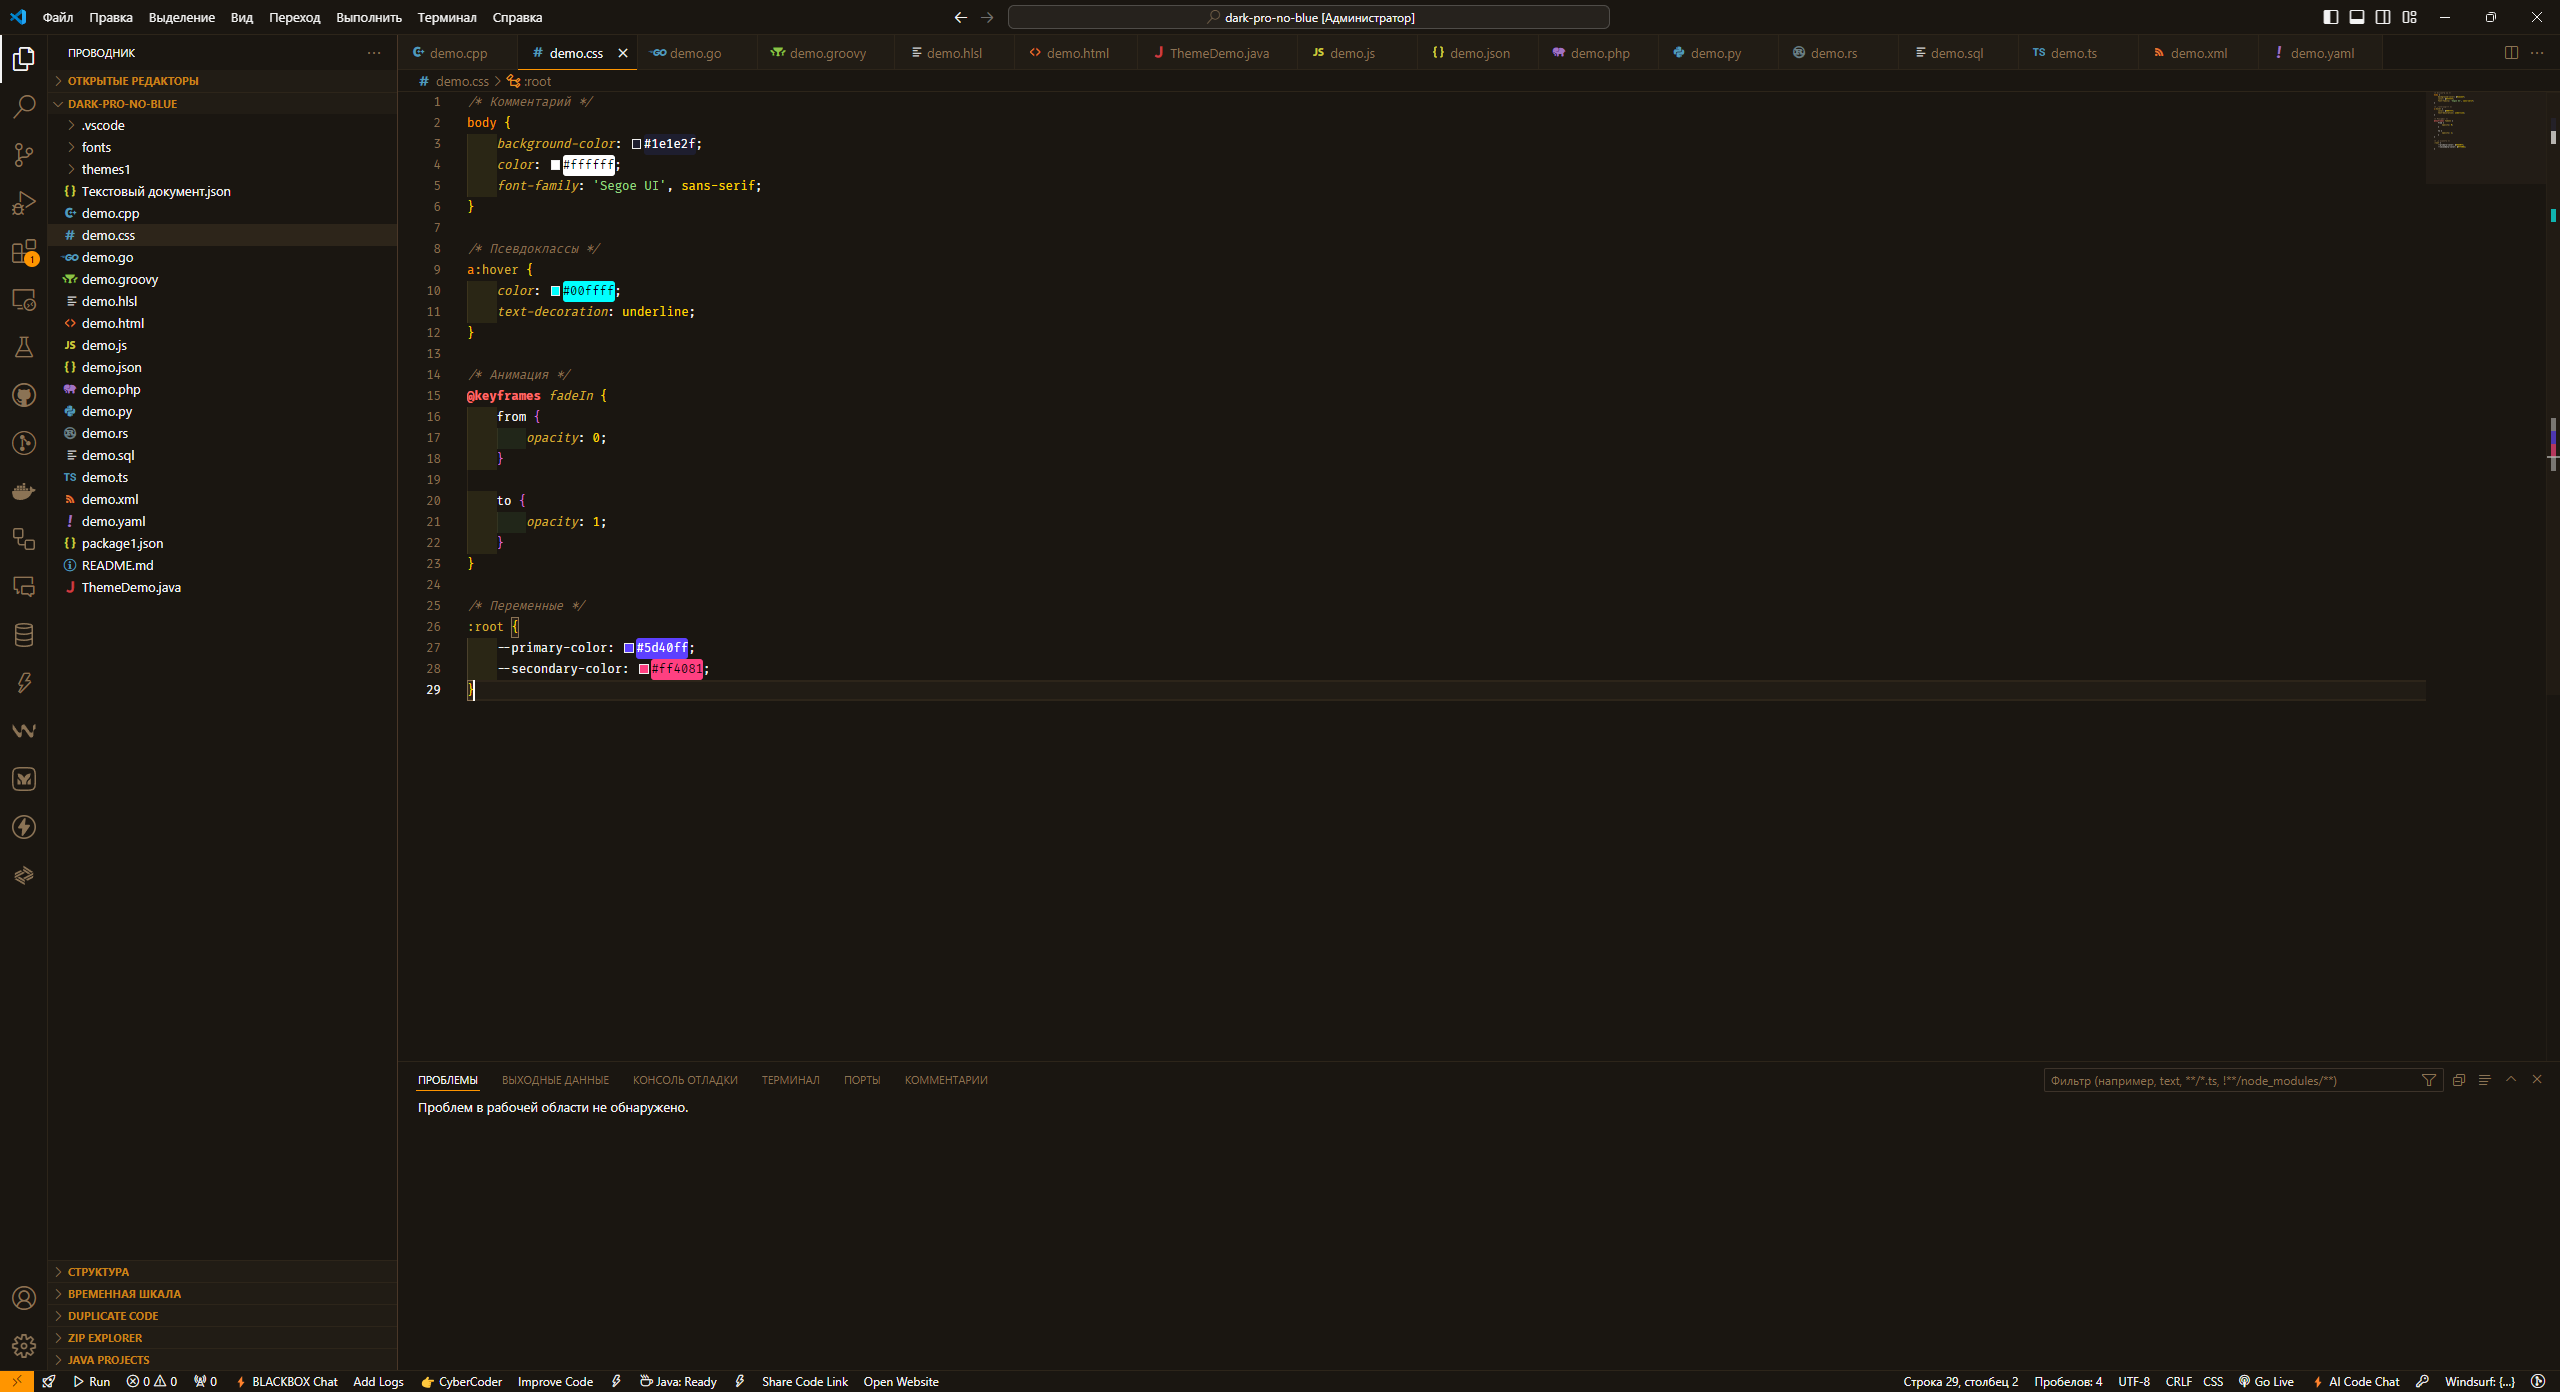 Файл Правка Выделение Вид Переход Выполнить Терминал Справка
dark-pro-no-blue [Администратор]
ПРОВОДНИК
ОТКРЫТЫЕ РЕДАКТОРЫ
DARK-PRO-NO-BLUE
.vscode
fonts
themes1
{} Текстовый документ.json
demo.cpp
# demo.css
GO demo.go
demo.groovy
demo.hlsl
<> demo.html
JS demo.js
{} demo.json
demo.php
demo.py
demo.rs
demo.sql
TS demo.ts
demo.xml
! demo.yaml
{} package1.json
README.md
J ThemeDemo.java
СТРУКТУРА
ВРЕМЕННАЯ ШКАЛА
DUPLICATE CODE
ZIP EXPLORER
JAVA PROJECTS
1
demo.cpp # demo.css GO demo.go demo.groovy demo.hlsl <> demo.html J ThemeDemo.java JS demo.js {} demo.json demo.php demo.py demo.rs demo.sql TS demo.ts demo.xml ! demo.yaml
# demo.css > :root
1 /* Комментарий */
2 body {
3 background-color: #1e1e2f;
4 color: #ffffff;
5 font-family: 'Segoe UI', sans-serif;
6 }
7
8 /* Псевдоклассы */
9 a:hover {
10 color: #00ffff;
11 text-decoration: underline;
12 }
13
14 /* Анимация */
15 @keyframes fadeIn {
16 from {
17 opacity: 0;
18 }
19
20 to {
21 opacity: 1;
22 }
23 }
24
25 /* Переменные */
26 :root {
27 --primary-color: #5d40ff;
28 --secondary-color: #ff4081;
29 }
ПРОБЛЕМЫ ВЫХОДНЫЕ ДАННЫЕ КОНСОЛЬ ОТЛАДКИ ТЕРМИНАЛ ПОРТЫ КОММЕНТАРИИ
Фильтр (например, text, **/*.ts, !**/node_modules/**)
Проблем в рабочей области не обнаружено.
Run 0 0 0 BLACKBOX Chat Add Logs CyberCoder Improve Code Java: Ready Share Code Link Open Website
Строка 29, столбец 2 Пробелов: 4 UTF-8 CRLF CSS Go Live AI Code Chat Windsurf: {...}